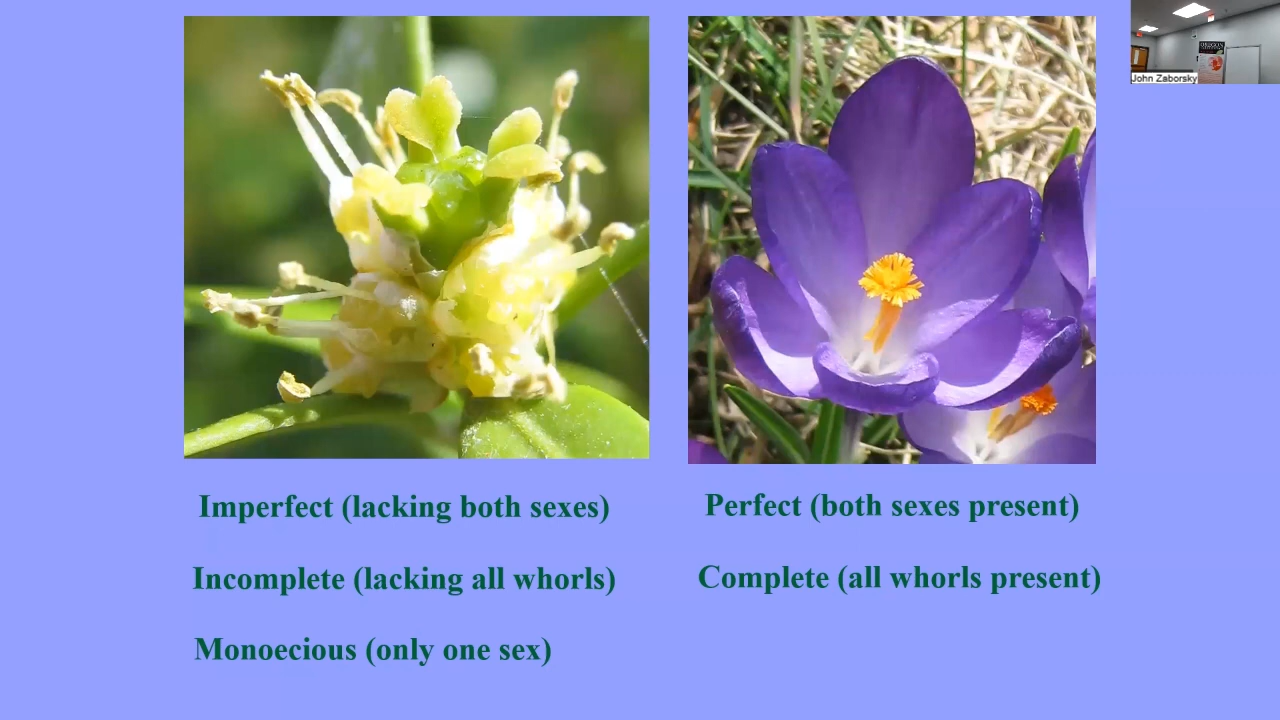 John Zaborsky
OREGON
Imperfect (lacking both sexes)
Perfect (both sexes present)
Incomplete (lacking all whorls)
Complete (all whorls present)
Monoecious (only one sex)